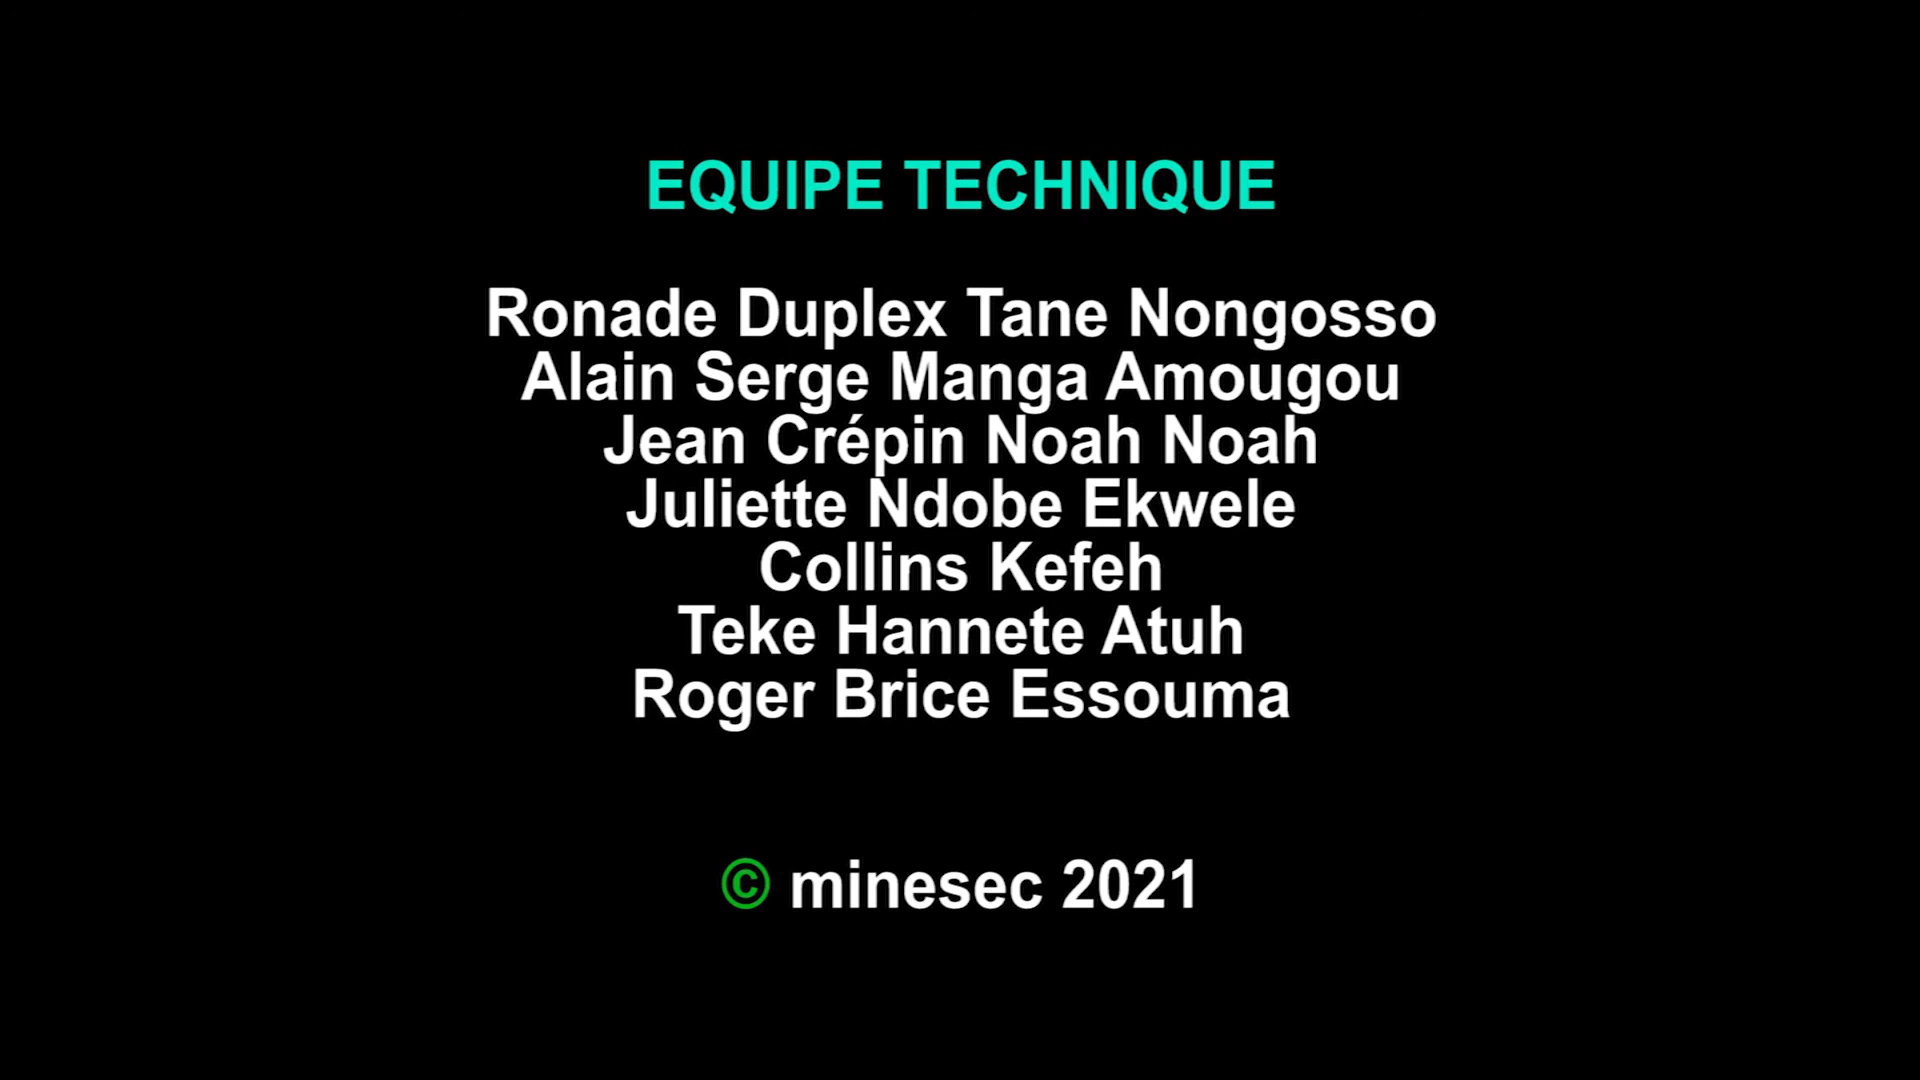 EQUIPE TECHNIQUE
Ronade Duplex Tane Nongosso
Alain Serge Manga Amougou
Jean Crépin Noah Noah
Juliette Ndobe Ekwele
Collins Kefeh
Teke Hannete Atuh
Roger Brice Essouma
© minesec 2021